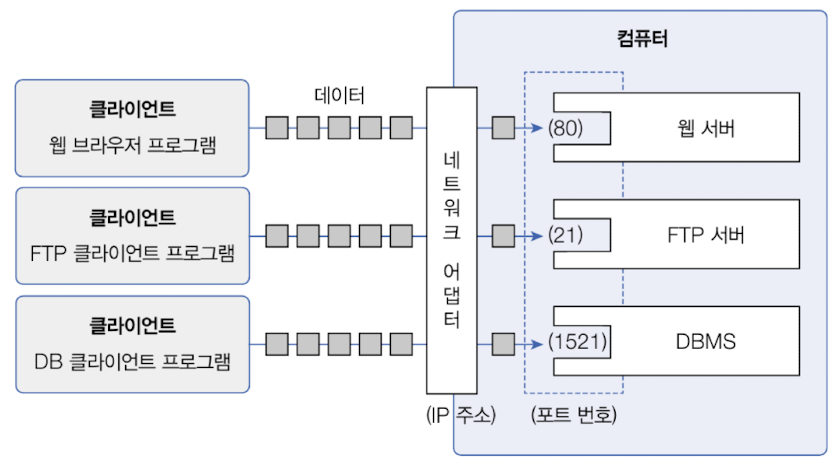 컴퓨터
클라이언트
웹 브라우저 프로그램
데이터
(80)
웹 서버
네트워크 어댑터
클라이언트
FTP 클라이언트 프로그램
(21)
FTP 서버
클라이언트
DB 클라이언트 프로그램
(1521)
DBMS
(IP 주소)
(포트 번호)